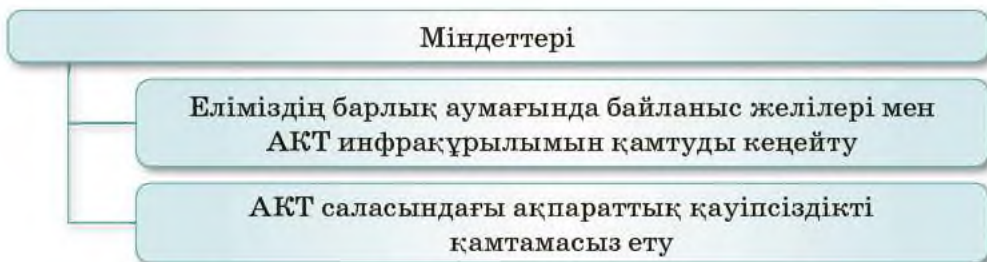 Міндеттері
Еліміздің барлық аумағында байланыс желілері мен
АКТ инфрақұрылымын қамтуды кеңейту
АКТ саласындағы ақпараттық қауіпсіздікті
қамтамасыз ету